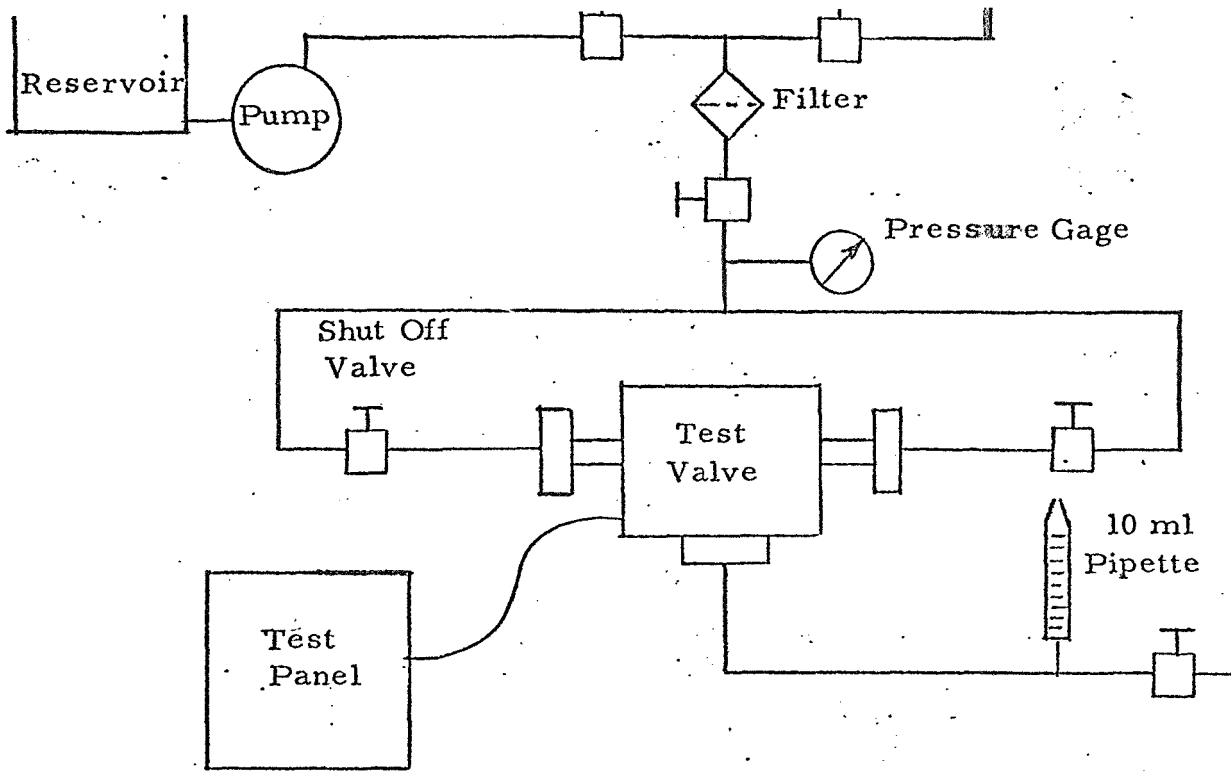 Reservoir
Pump
Filter
Pressure Gage
Shut Off
Valve
Test
Valve
10 ml
Pipette
Test
Panel